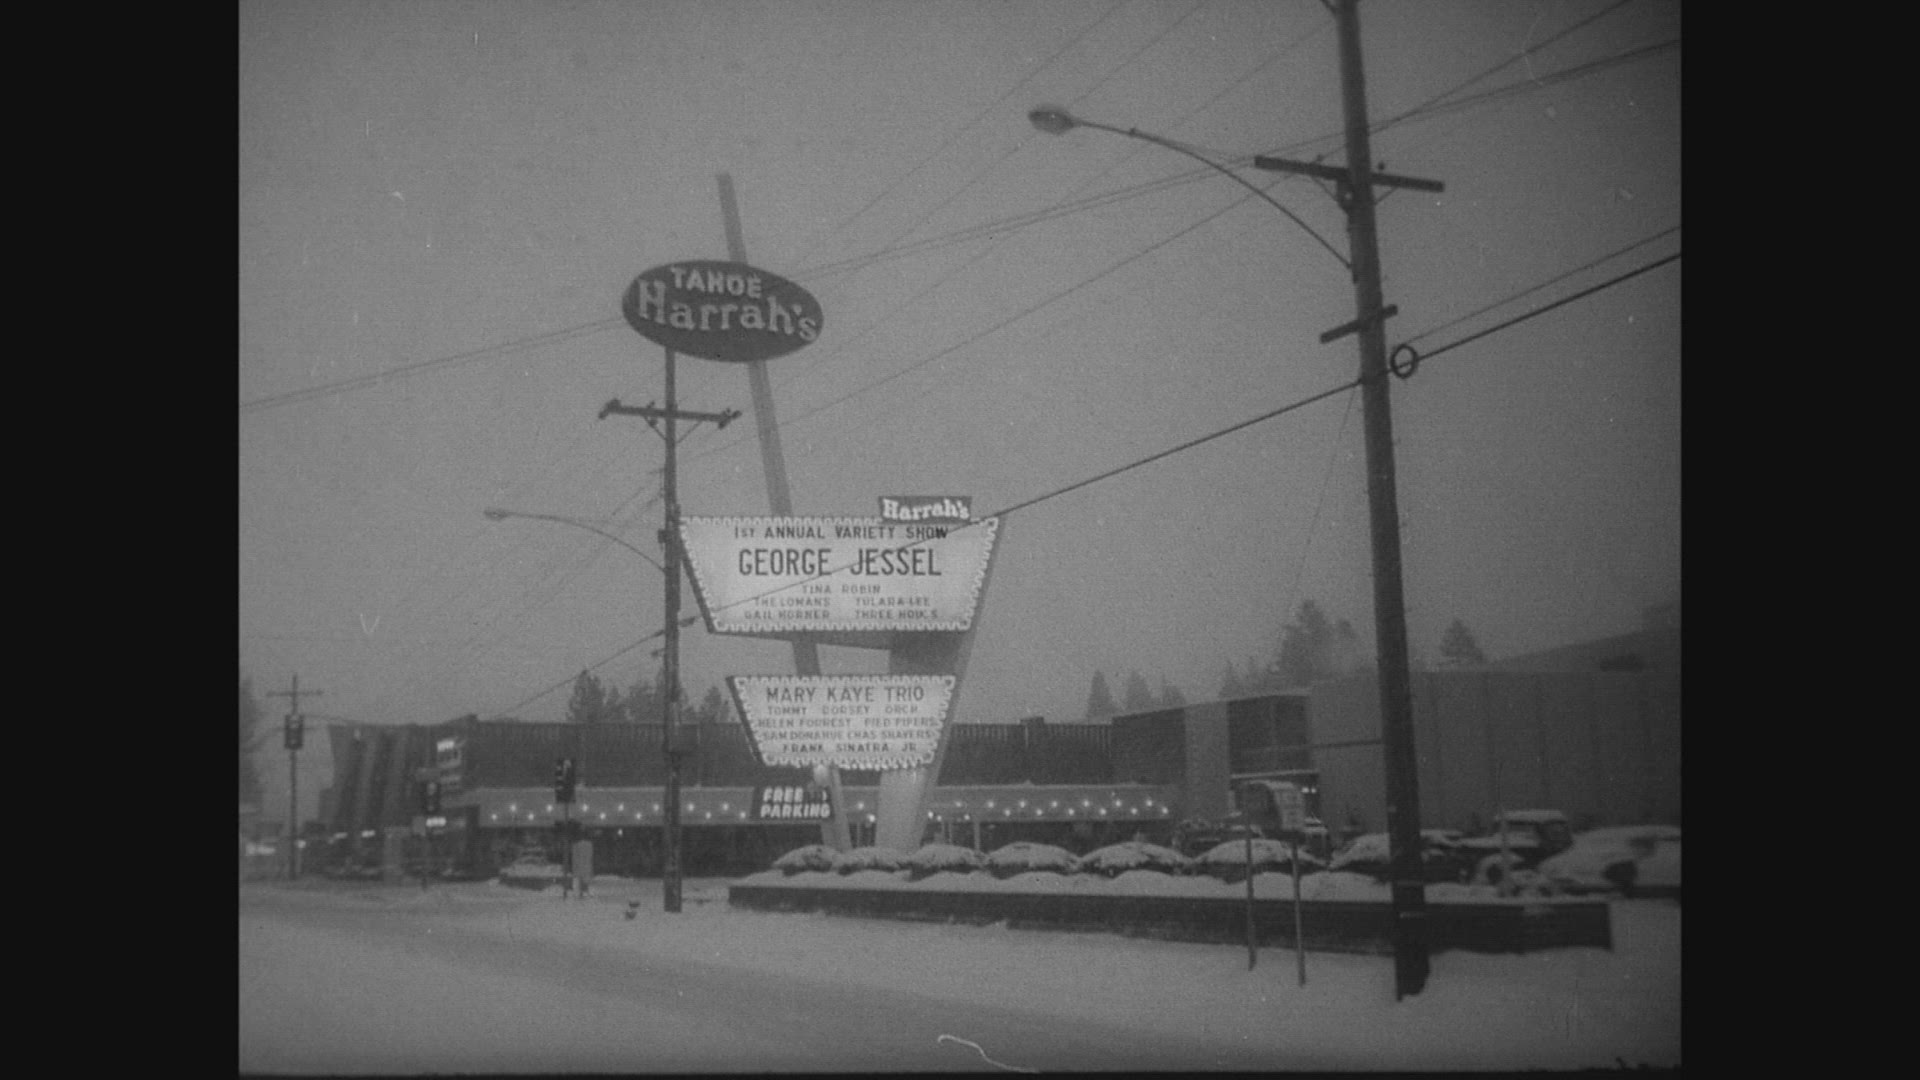 TAHOE
Harrah's
Harrah's
1ST ANNUAL VARIETY SHOW
GEORGE JESSEL
TINA ROBIN
THE LOMANS TULARA LEE
GAIL HORNER THREE
MARY KAYE TRIO
TOMMY DORSEY ORCH.
HELEN FORREST PIED PIPERS
SAM DONAHUE CHAS SHAVERS
FRANK SINATRA JR
FREE
PARKING